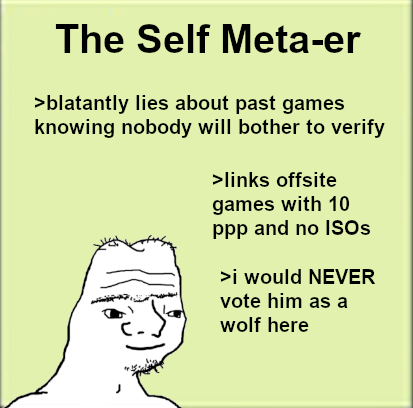 The Self Meta-er
>blatantly lies about past games
knowing nobody will bother to verify
>links offsite
games with 10
ppp and no ISOs
>i would NEVER
vote him as a
wolf here